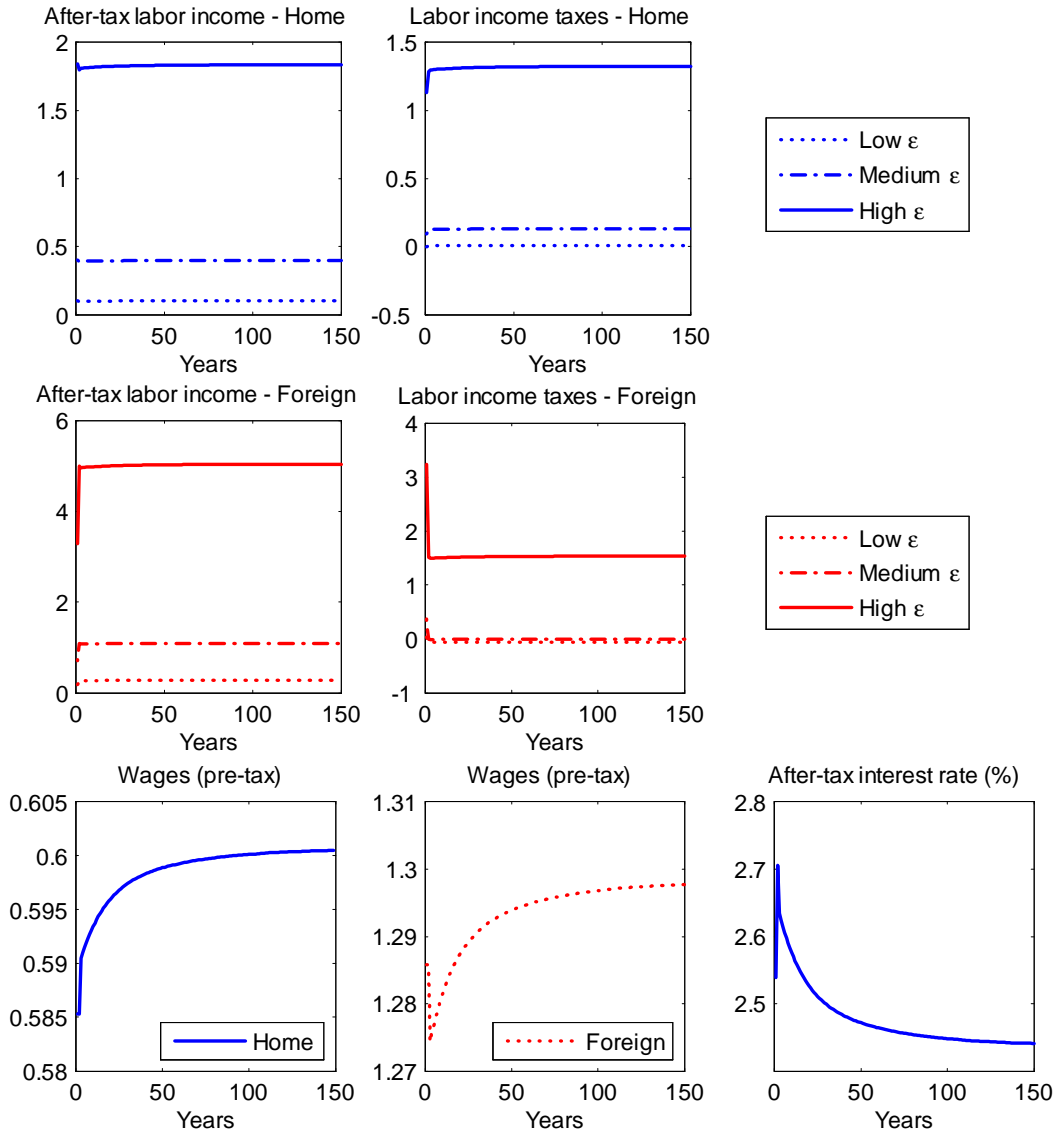 After-tax labor income - Home
Labor income taxes - Home
2
1.5
1
0.5
0
0
50
100
150
Years
1.5
1
0.5
0
-0.5
0
50
100
150
Years
Low ε
Medium ε
High ε
After-tax labor income - Foreign
Labor income taxes - Foreign
6
4
2
0
0
50
100
150
Years
4
3
2
1
0
-1
0
50
100
150
Years
Low ε
Medium ε
High ε
Wages (pre-tax)
Wages (pre-tax)
After-tax interest rate (%)
0.605
0.6
0.595
0.59
0.585
0.58
0
50
100
150
Years
Home
1.31
1.3
1.29
1.28
1.27
0
50
100
150
Years
Foreign
2.8
2.7
2.6
2.5
0
50
100
150
Years